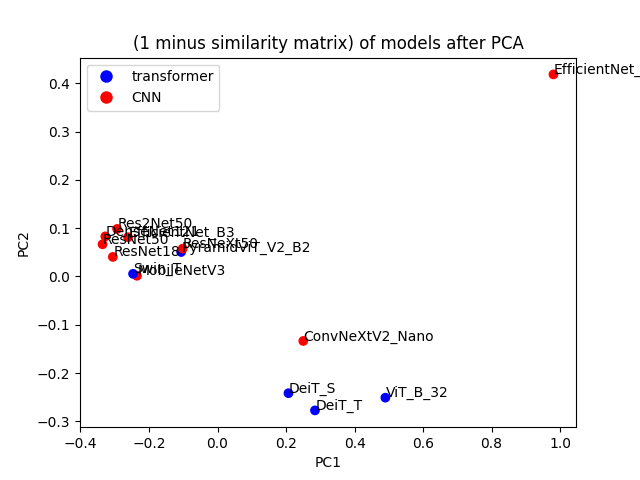 (1 minus similarity matrix) of models after PCA
transformer
CNN
EfficientNet_
Res2Net50
EfficientNet_B3
ResNet50
ResNeXt50
PyramidViT_V2_B2
ResNet18
Swin_T
MobileNetV3
ConvNeXtV2_Nano
DeiT_S
ViT_B_32
DeiT_T
PC2
0.4
0.3
0.2
0.1
0.0
−0.1
−0.2
−0.3
−0.4
−0.2
0.0
0.2
0.4
0.6
0.8
1.0
PC1